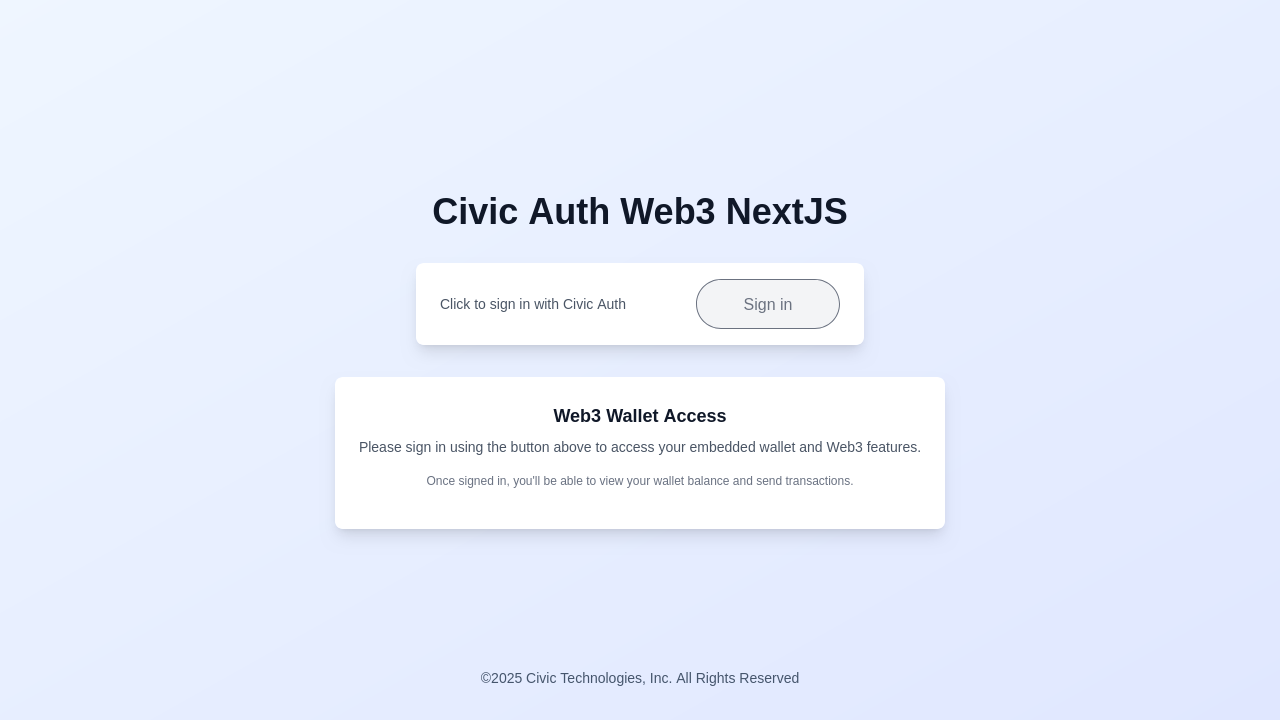 Civic Auth Web3 NextJS
Click to sign in with Civic Auth
Sign in
Web3 Wallet Access
Please sign in using the button above to access your embedded wallet and Web3 features.
Once signed in, you'll be able to view your wallet balance and send transactions.
©2025 Civic Technologies, Inc. All Rights Reserved